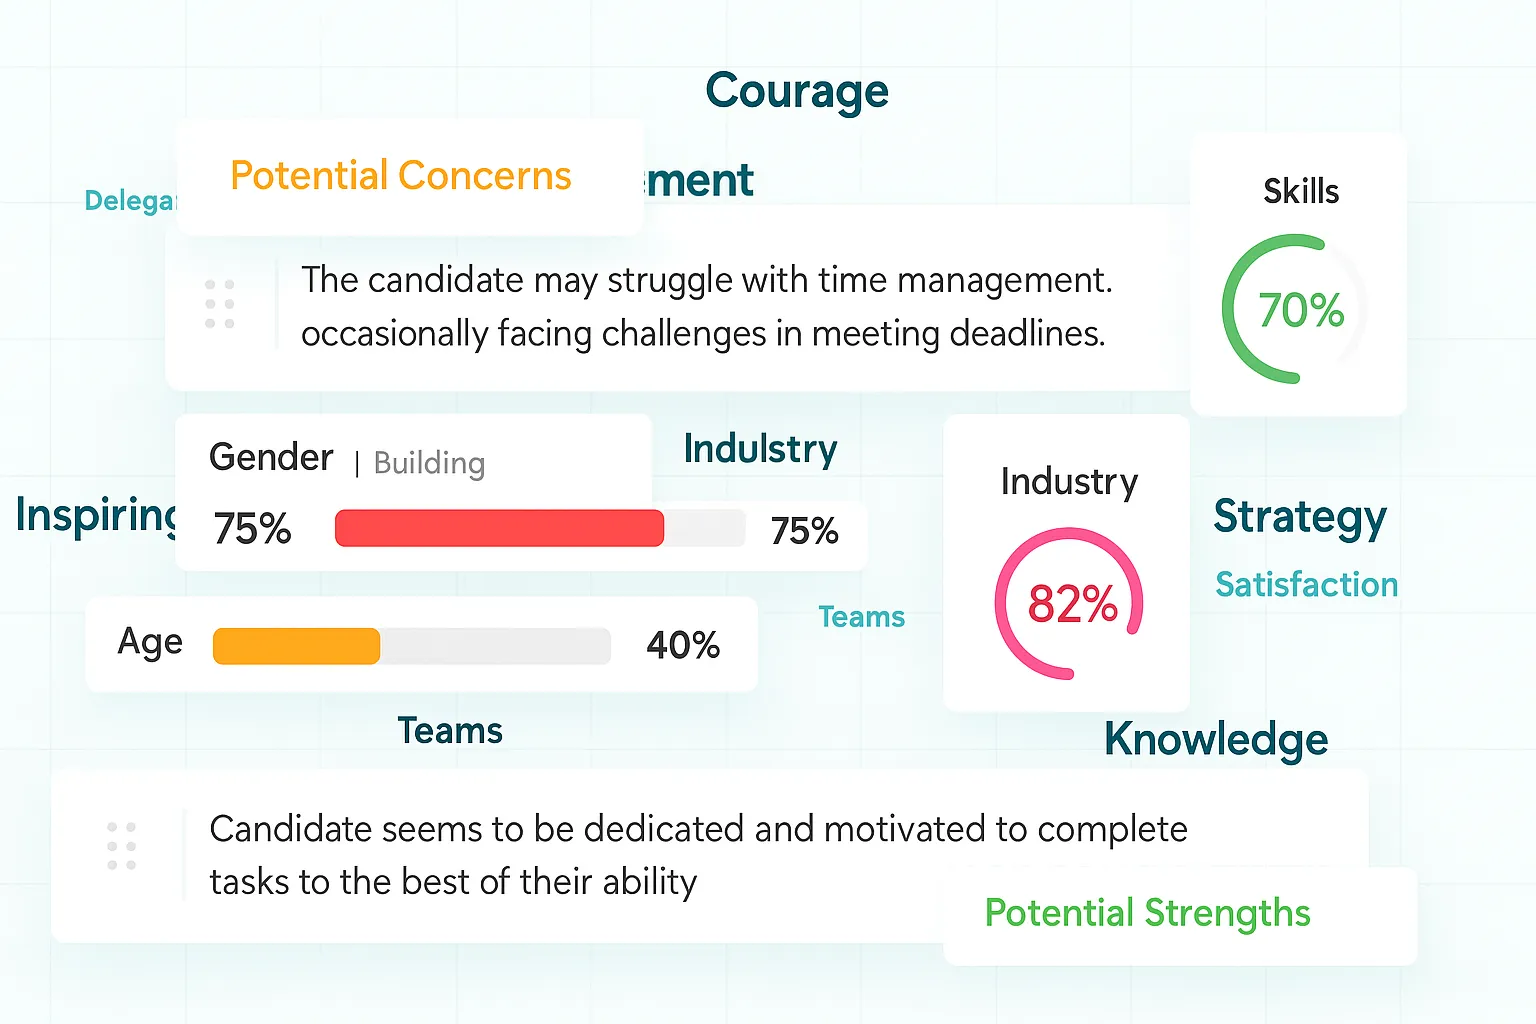 Courage
Potential Concerns
ement
Delega
Skills
The candidate may struggle with time management.
occasionally facing challenges in meeting deadlines.
70%
Gender | Building
Indulstry
Industry
Inspiring
75%
75%
Strategy
Satisfaction
82%
Teams
Age
40%
Teams
Knowledge
Candidate seems to be dedicated and motivated to complete
tasks to the best of their ability
Potential Strengths